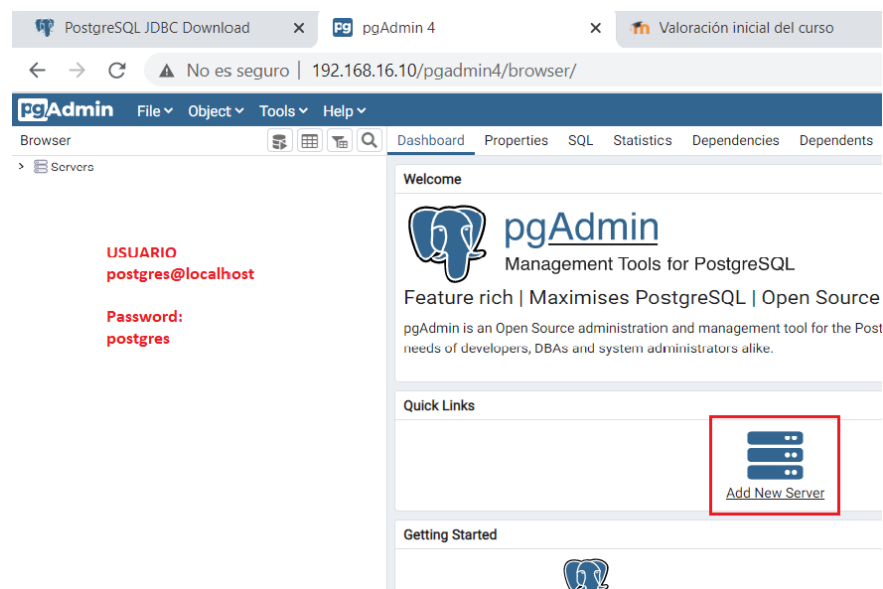 PostgreSQL JDBC Download
pgAdmin 4
Valoración inicial del curso
No es seguro | 192.168.16.10/pgadmin4/browser/
pgAdmin File Object Tools Help
Browser
Dashboard Properties SQL Statistics Dependencies Dependents
Servers
Welcome
pgAdmin
Management Tools for PostgreSQL
Feature rich | Maximises PostgreSQL | Open Source
pgAdmin is an Open Source administration and management tool for the Post
needs of developers, DBAs and system administrators alike.
USUARIO
postgres@localhost
Password:
postgres
Quick Links
Add New Server
Getting Started